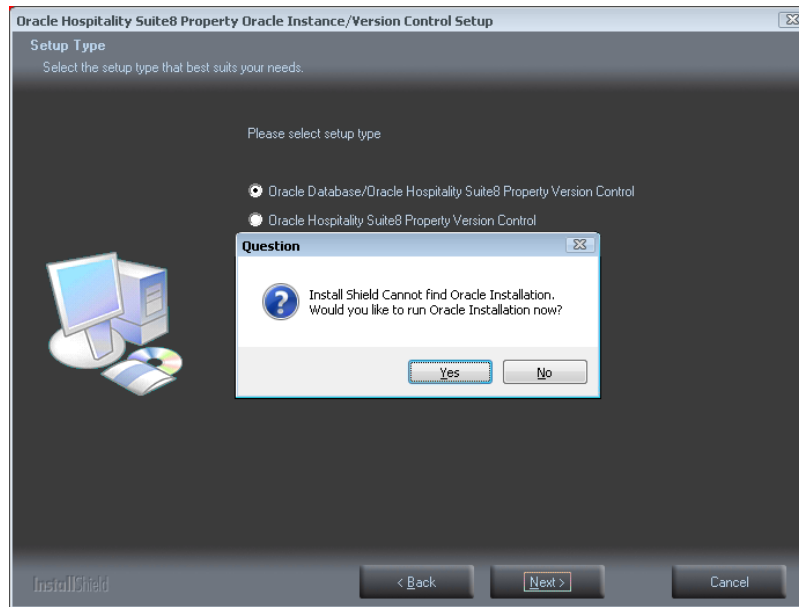 Oracle Hospitality Suite8 Property Oracle Instance/Version Control Setup
Setup Type
Select the setup type that best suits your needs.
Please select setup type
Oracle Database/Oracle Hospitality Suite8 Property Version Control
Oracle Hospitality Suite8 Property Version Control
Question
Install Shield Cannot find Oracle Installation.
Would you like to run Oracle Installation now?
Yes
No
InstallShield
< Back
Next >
Cancel